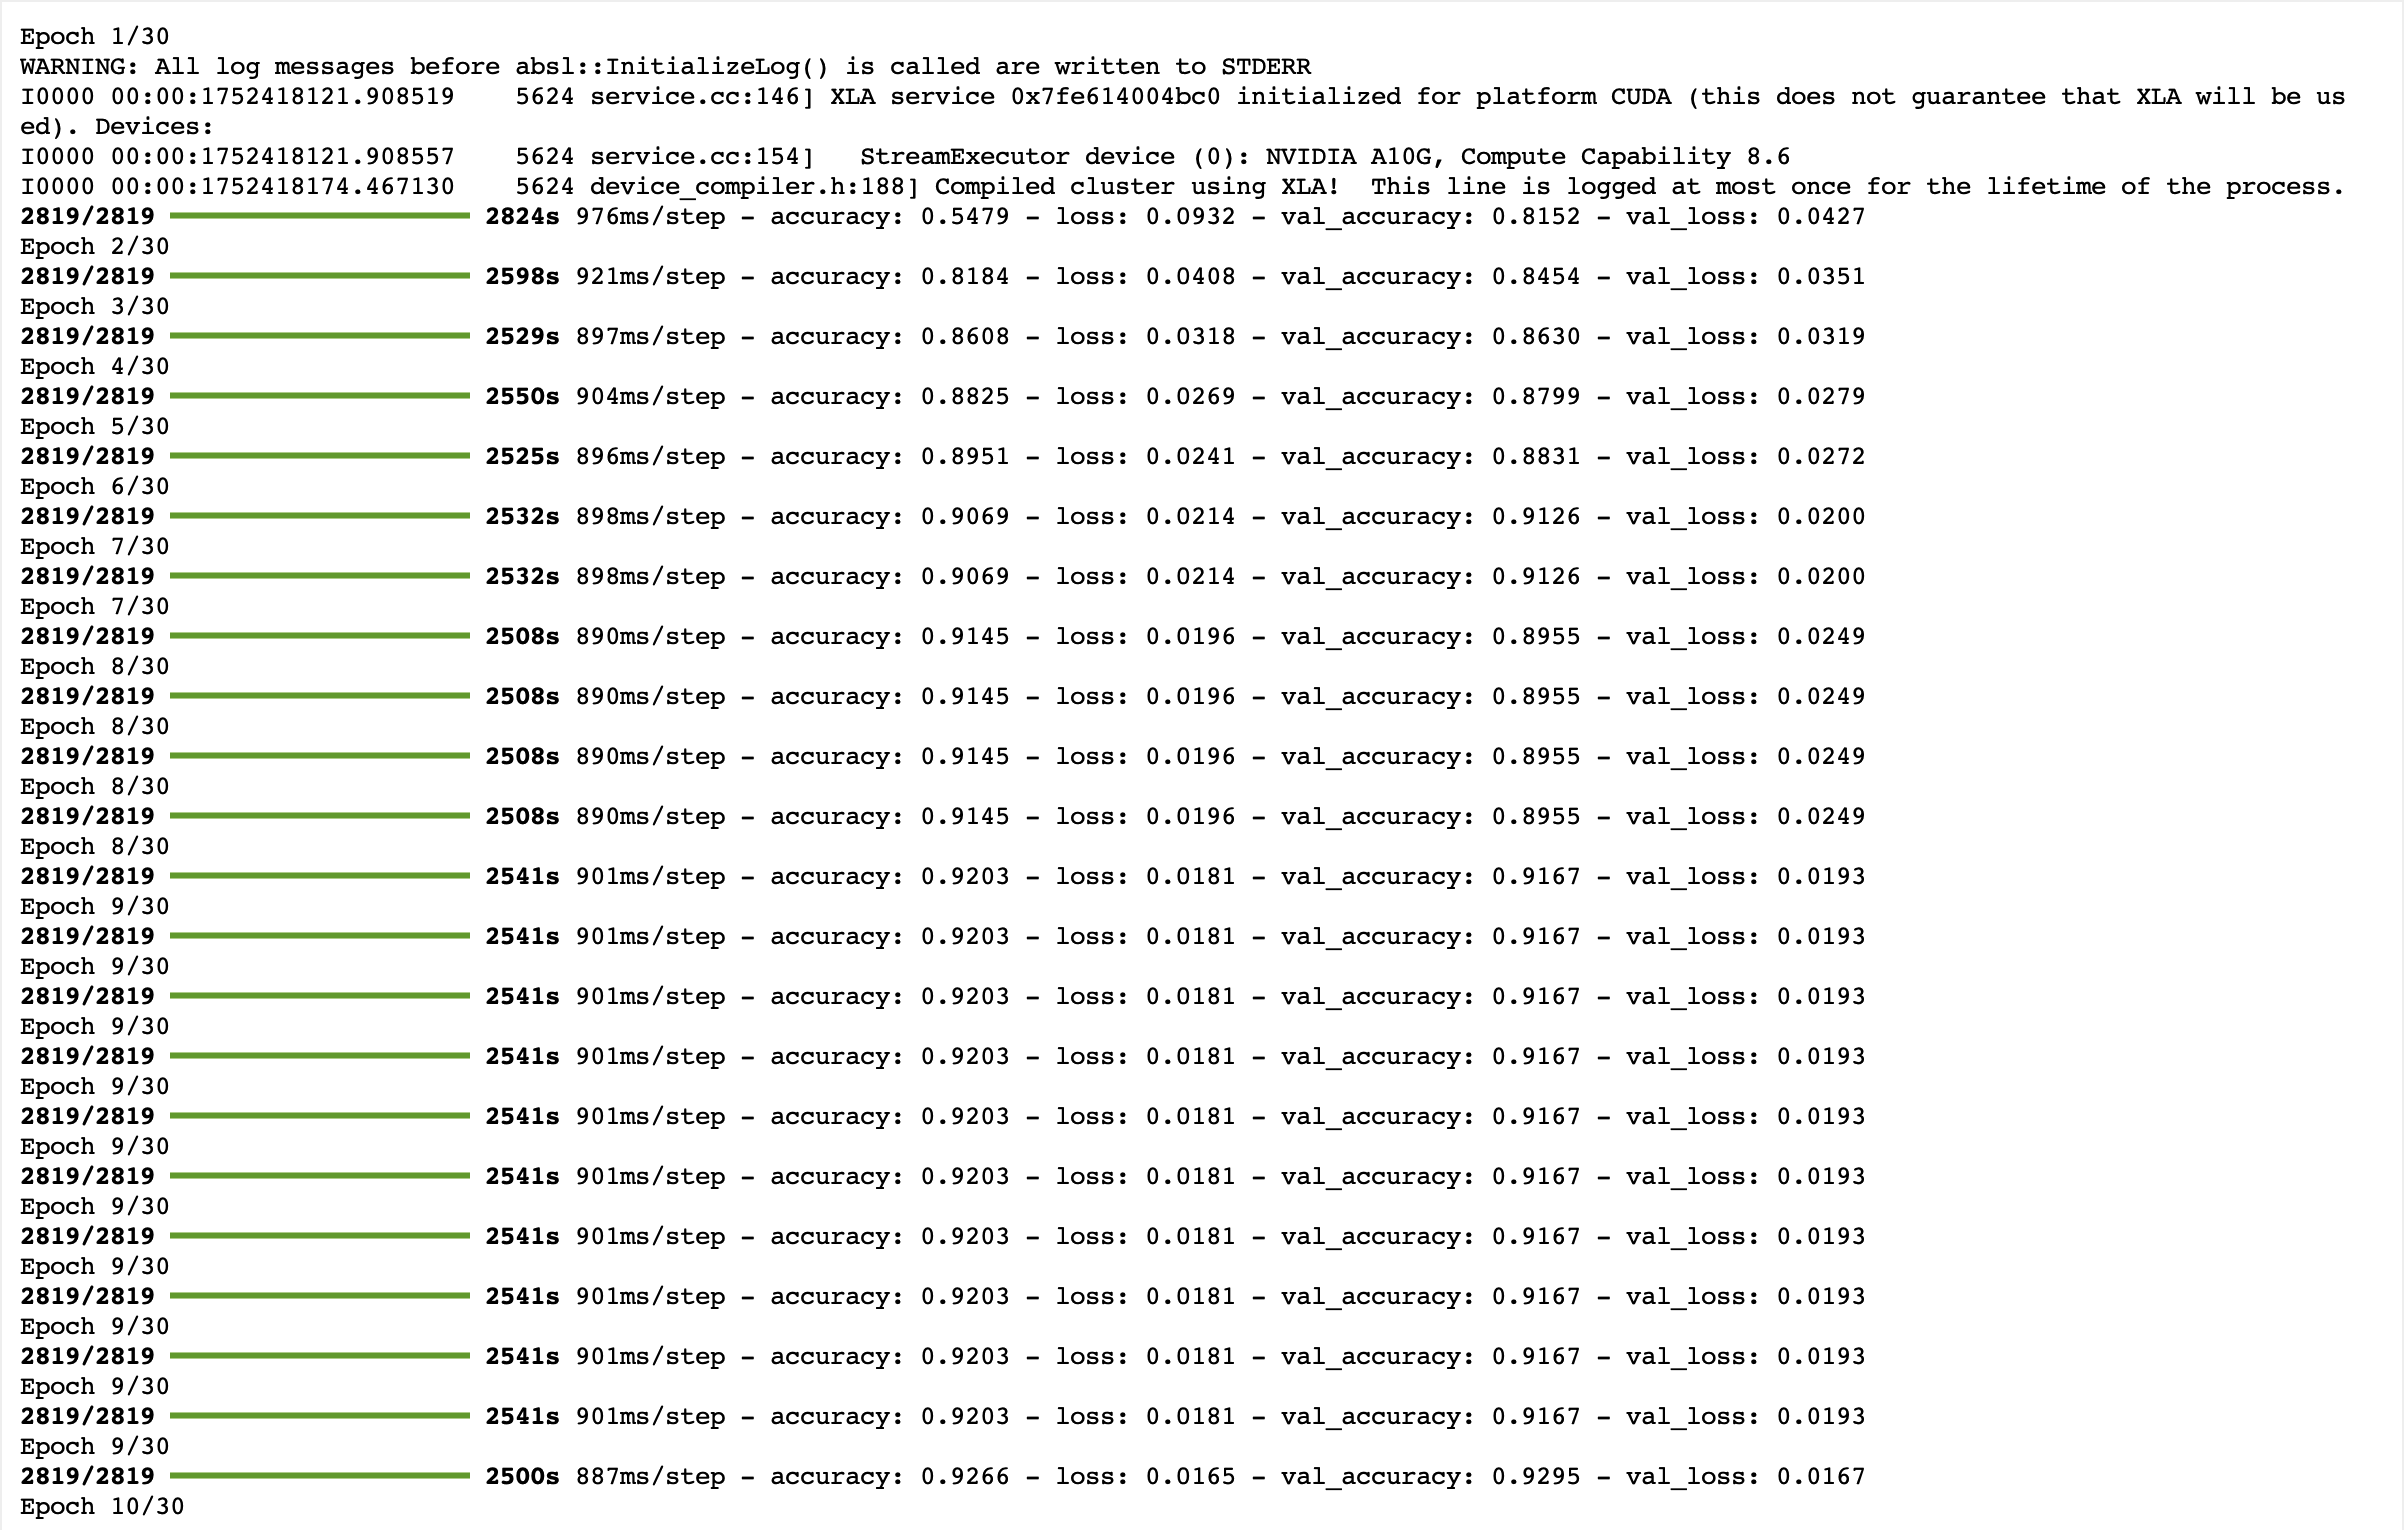 Epoch 1/30
WARNING: All log messages before absl::InitializeLog() is called are written to STDERR
I0000 00:00:1752418121.908519    5624 service.cc:146] XLA service 0x7fe614004bc0 initialized for platform CUDA (this does not guarantee that XLA will be us
ed). Devices:
I0000 00:00:1752418121.908557    5624 service.cc:154]   StreamExecutor device (0): NVIDIA A10G, Compute Capability 8.6
I0000 00:00:1752418174.467130    5624 device_compiler.h:188] Compiled cluster using XLA!  This line is logged at most once for the lifetime of the process.
2819/2819 2824s 976ms/step - accuracy: 0.5479 - loss: 0.0932 - val_accuracy: 0.8152 - val_loss: 0.0427
Epoch 2/30
2819/2819 2598s 921ms/step - accuracy: 0.8184 - loss: 0.0408 - val_accuracy: 0.8454 - val_loss: 0.0351
Epoch 3/30
2819/2819 2529s 897ms/step - accuracy: 0.8608 - loss: 0.0318 - val_accuracy: 0.8630 - val_loss: 0.0319
Epoch 4/30
2819/2819 2550s 904ms/step - accuracy: 0.8825 - loss: 0.0269 - val_accuracy: 0.8799 - val_loss: 0.0279
Epoch 5/30
2819/2819 2525s 896ms/step - accuracy: 0.8951 - loss: 0.0241 - val_accuracy: 0.8831 - val_loss: 0.0272
Epoch 6/30
2819/2819 2532s 898ms/step - accuracy: 0.9069 - loss: 0.0214 - val_accuracy: 0.9126 - val_loss: 0.0200
Epoch 7/30
2819/2819 2532s 898ms/step - accuracy: 0.9069 - loss: 0.0214 - val_accuracy: 0.9126 - val_loss: 0.0200
Epoch 7/30
2819/2819 2508s 890ms/step - accuracy: 0.9145 - loss: 0.0196 - val_accuracy: 0.8955 - val_loss: 0.0249
Epoch 8/30
2819/2819 2508s 890ms/step - accuracy: 0.9145 - loss: 0.0196 - val_accuracy: 0.8955 - val_loss: 0.0249
Epoch 8/30
2819/2819 2508s 890ms/step - accuracy: 0.9145 - loss: 0.0196 - val_accuracy: 0.8955 - val_loss: 0.0249
Epoch 8/30
2819/2819 2508s 890ms/step - accuracy: 0.9145 - loss: 0.0196 - val_accuracy: 0.8955 - val_loss: 0.0249
Epoch 8/30
2819/2819 2541s 901ms/step - accuracy: 0.9203 - loss: 0.0181 - val_accuracy: 0.9167 - val_loss: 0.0193
Epoch 9/30
2819/2819 2541s 901ms/step - accuracy: 0.9203 - loss: 0.0181 - val_accuracy: 0.9167 - val_loss: 0.0193
Epoch 9/30
2819/2819 2541s 901ms/step - accuracy: 0.9203 - loss: 0.0181 - val_accuracy: 0.9167 - val_loss: 0.0193
Epoch 9/30
2819/2819 2541s 901ms/step - accuracy: 0.9203 - loss: 0.0181 - val_accuracy: 0.9167 - val_loss: 0.0193
Epoch 9/30
2819/2819 2541s 901ms/step - accuracy: 0.9203 - loss: 0.0181 - val_accuracy: 0.9167 - val_loss: 0.0193
Epoch 9/30
2819/2819 2541s 901ms/step - accuracy: 0.9203 - loss: 0.0181 - val_accuracy: 0.9167 - val_loss: 0.0193
Epoch 9/30
2819/2819 2541s 901ms/step - accuracy: 0.9203 - loss: 0.0181 - val_accuracy: 0.9167 - val_loss: 0.0193
Epoch 9/30
2819/2819 2541s 901ms/step - accuracy: 0.9203 - loss: 0.0181 - val_accuracy: 0.9167 - val_loss: 0.0193
Epoch 9/30
2819/2819 2541s 901ms/step - accuracy: 0.9203 - loss: 0.0181 - val_accuracy: 0.9167 - val_loss: 0.0193
Epoch 9/30
2819/2819 2541s 901ms/step - accuracy: 0.9203 - loss: 0.0181 - val_accuracy: 0.9167 - val_loss: 0.0193
Epoch 9/30
2819/2819 2500s 887ms/step - accuracy: 0.9266 - loss: 0.0165 - val_accuracy: 0.9295 - val_loss: 0.0167
Epoch 10/30